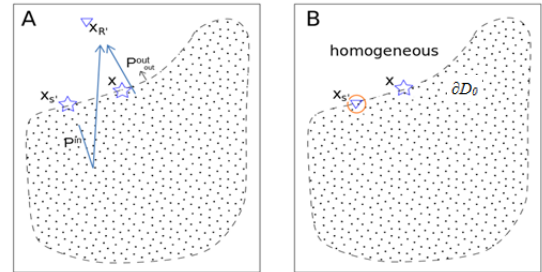 A
x_R'
P^out_out
x
x_s'
P^in
B
homogeneous
x
x_s'
∂D_0